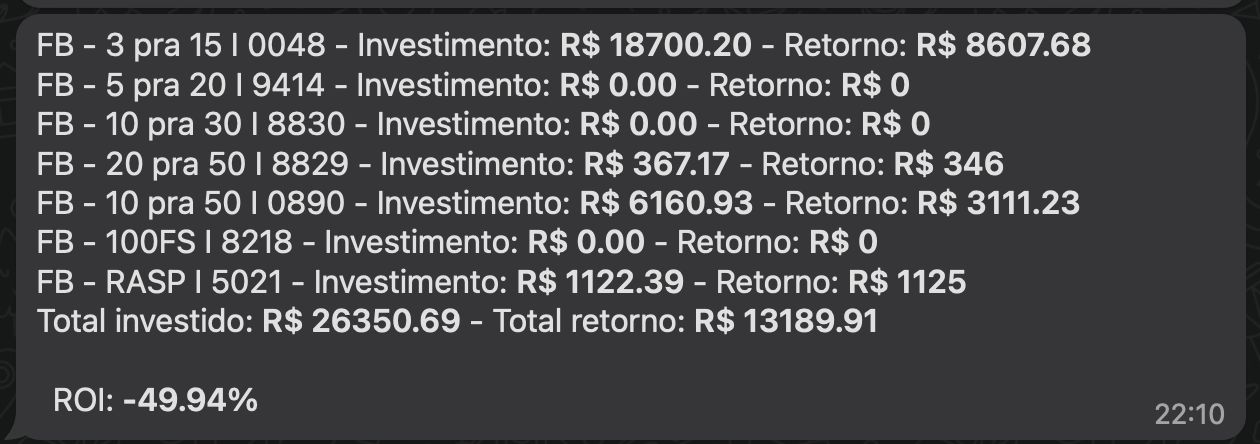 FB - 3 pra 15 | 0048 - Investimento: R$ 18700.20 - Retorno: R$ 8607.68
FB - 5 pra 20 | 9414 - Investimento: R$ 0.00 - Retorno: R$ 0
FB - 10 pra 30 | 8830 - Investimento: R$ 0.00 - Retorno: R$ 0
FB - 20 pra 50 | 8829 - Investimento: R$ 367.17 - Retorno: R$ 346
FB - 10 pra 50 | 0890 - Investimento: R$ 6160.93 - Retorno: R$ 3111.23
FB - 100FS | 8218 - Investimento: R$ 0.00 - Retorno: R$ 0
FB - RASP | 5021 - Investimento: R$ 1122.39 - Retorno: R$ 1125
Total investido: R$ 26350.69 - Total retorno: R$ 13189.91
ROI: -49.94%
22:10